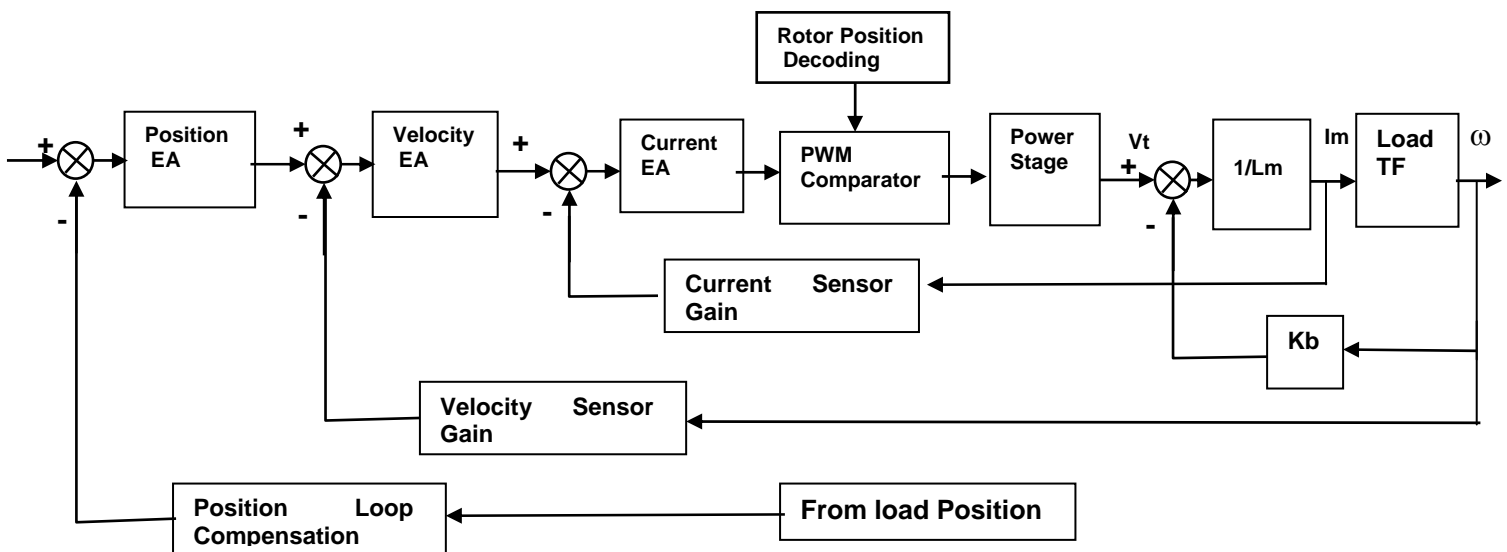 Rotor Position
Decoding
+
Position
EA
-
+
Velocity
EA
-
+
Current
EA
-
PWM
Comparator
Power
Stage
Vt
+
-
1/Lm
Im
Load
TF
ω
Current Sensor
Gain
Kb
Velocity Sensor
Gain
Position Loop
Compensation
From load Position